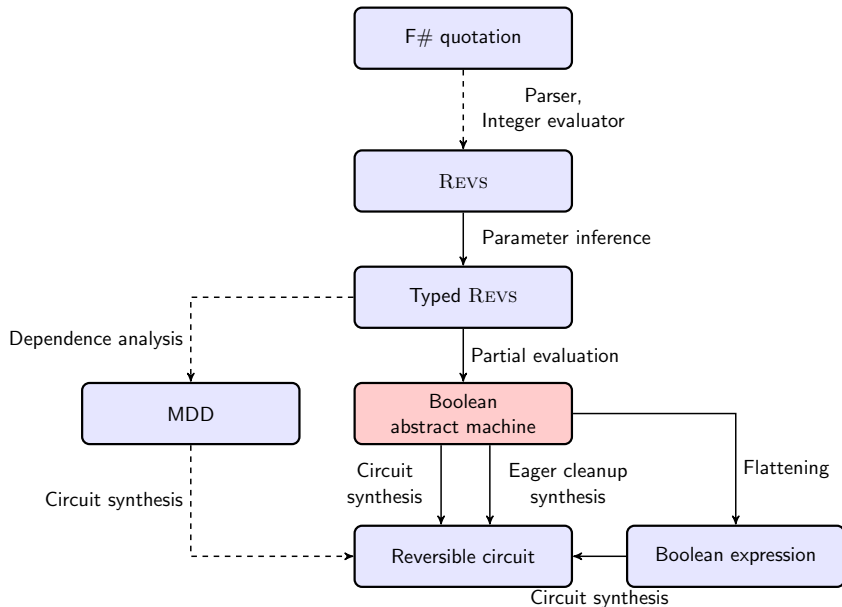 F# quotation
Parser,
Integer evaluator
REVS
Parameter inference
Typed REVS
Dependence analysis
Partial evaluation
MDD
Boolean
abstract machine
Circuit
synthesis
Eager cleanup
synthesis
Flattening
Circuit synthesis
Reversible circuit
Boolean expression
Circuit synthesis